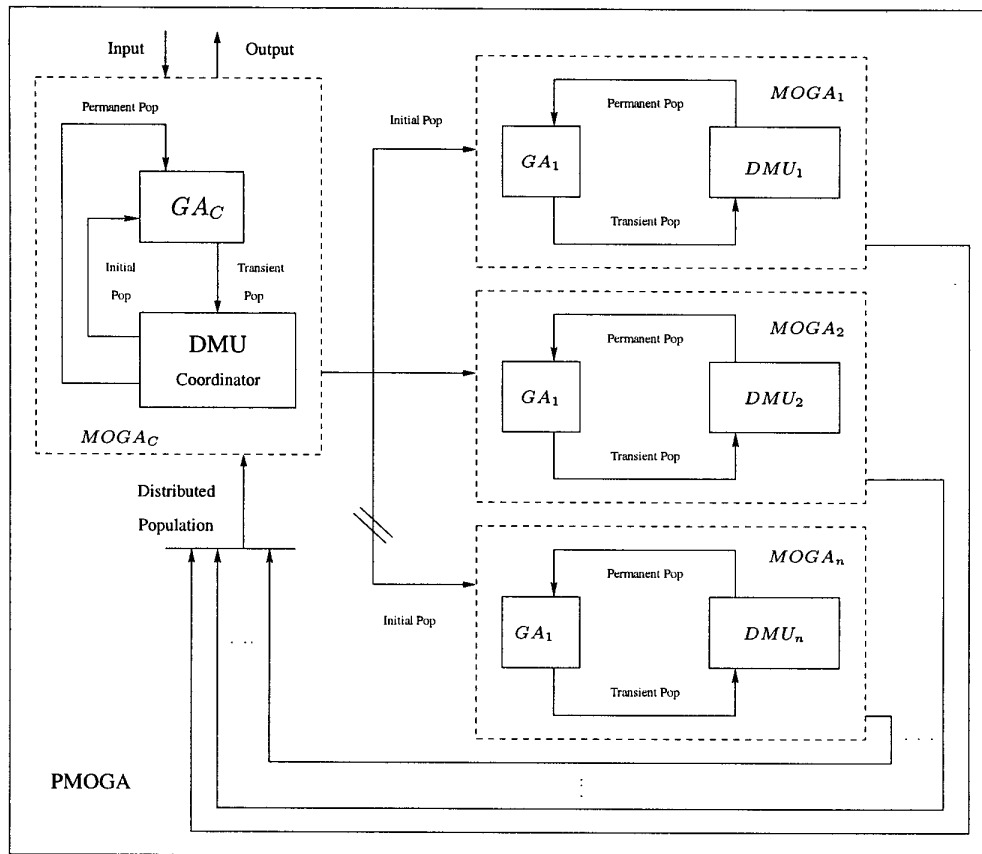 Input
Output
Permanent Pop
GA_C
Initial
Pop
Transient
Pop
DMU
Coordinator
MOGA_C
Distributed
Population
. . .
PMOGA
Initial Pop
Initial Pop
MOGA_1
Permanent Pop
GA_1
DMU_1
Transient Pop
MOGA_2
Permanent Pop
GA_1
DMU_2
Transient Pop
MOGA_n
Permanent Pop
GA_1
DMU_n
Transient Pop
. . .
. . .